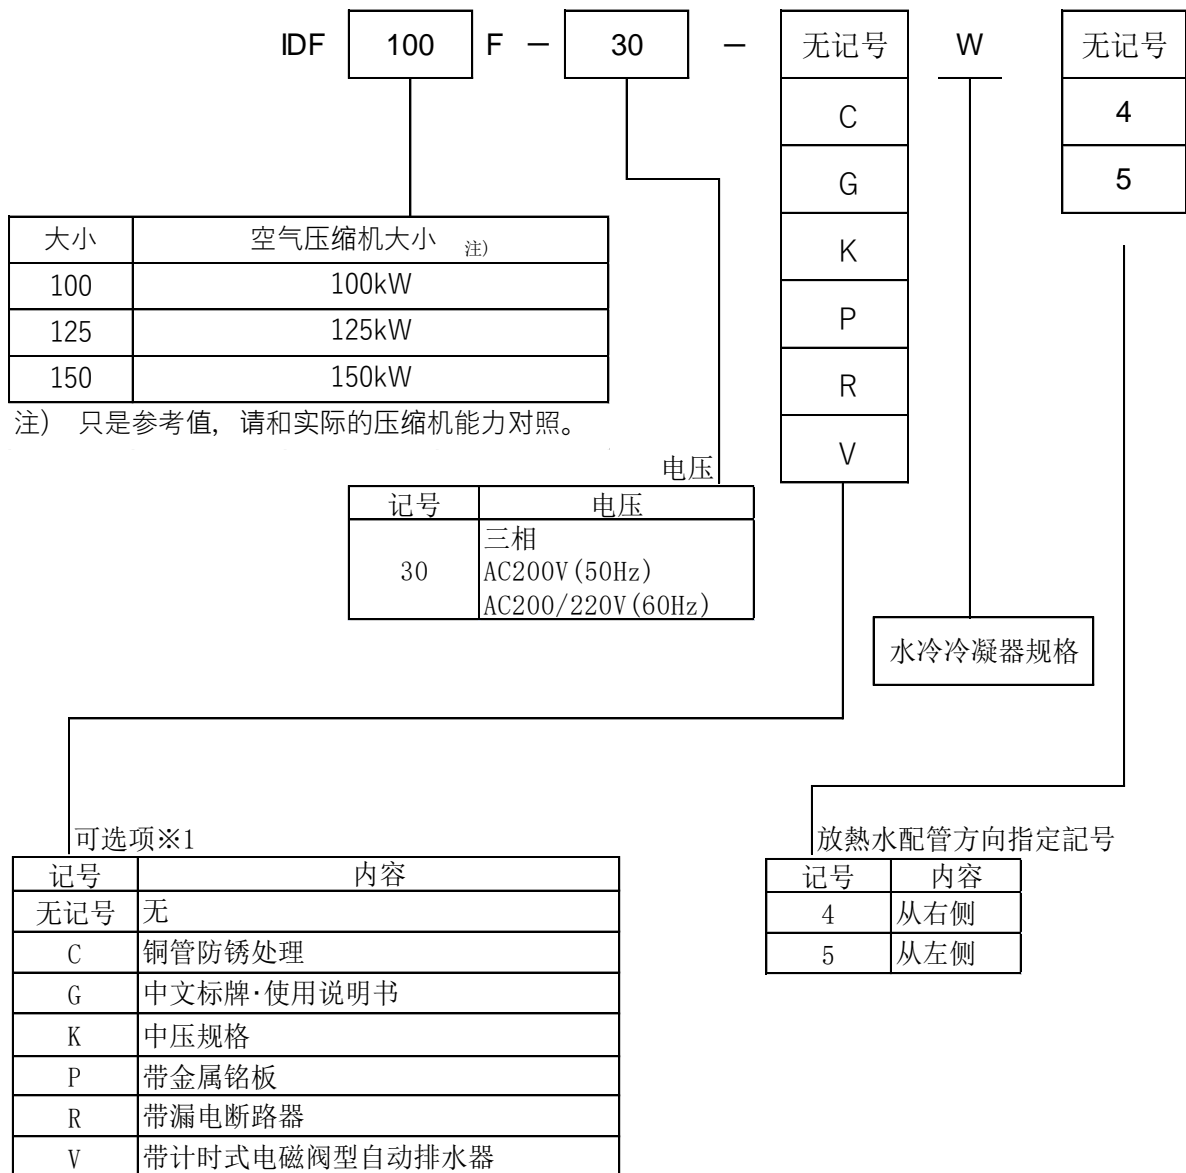 IDF 100 F － 30 － 无记号 W 无记号
C 4
G 5
K
P
R
V
大小 空气压缩机大小 注)
100 100kW
125 125kW
150 150kW
注) 只是参考值, 请和实际的压缩机能力对照。
电压
记号 电压
30 三相
AC200V(50Hz)
AC200/220V(60Hz)
水冷冷凝器规格
可选项※1
记号 内容
无记号 无
C 铜管防锈处理
G 中文标牌·使用说明书
K 中压规格
P 带金属铭板
R 带漏电断路器
V 带计时式电磁阀型自动排水器
放熱水配管方向指定記号
记号 内容
4 从右侧
5 从左侧